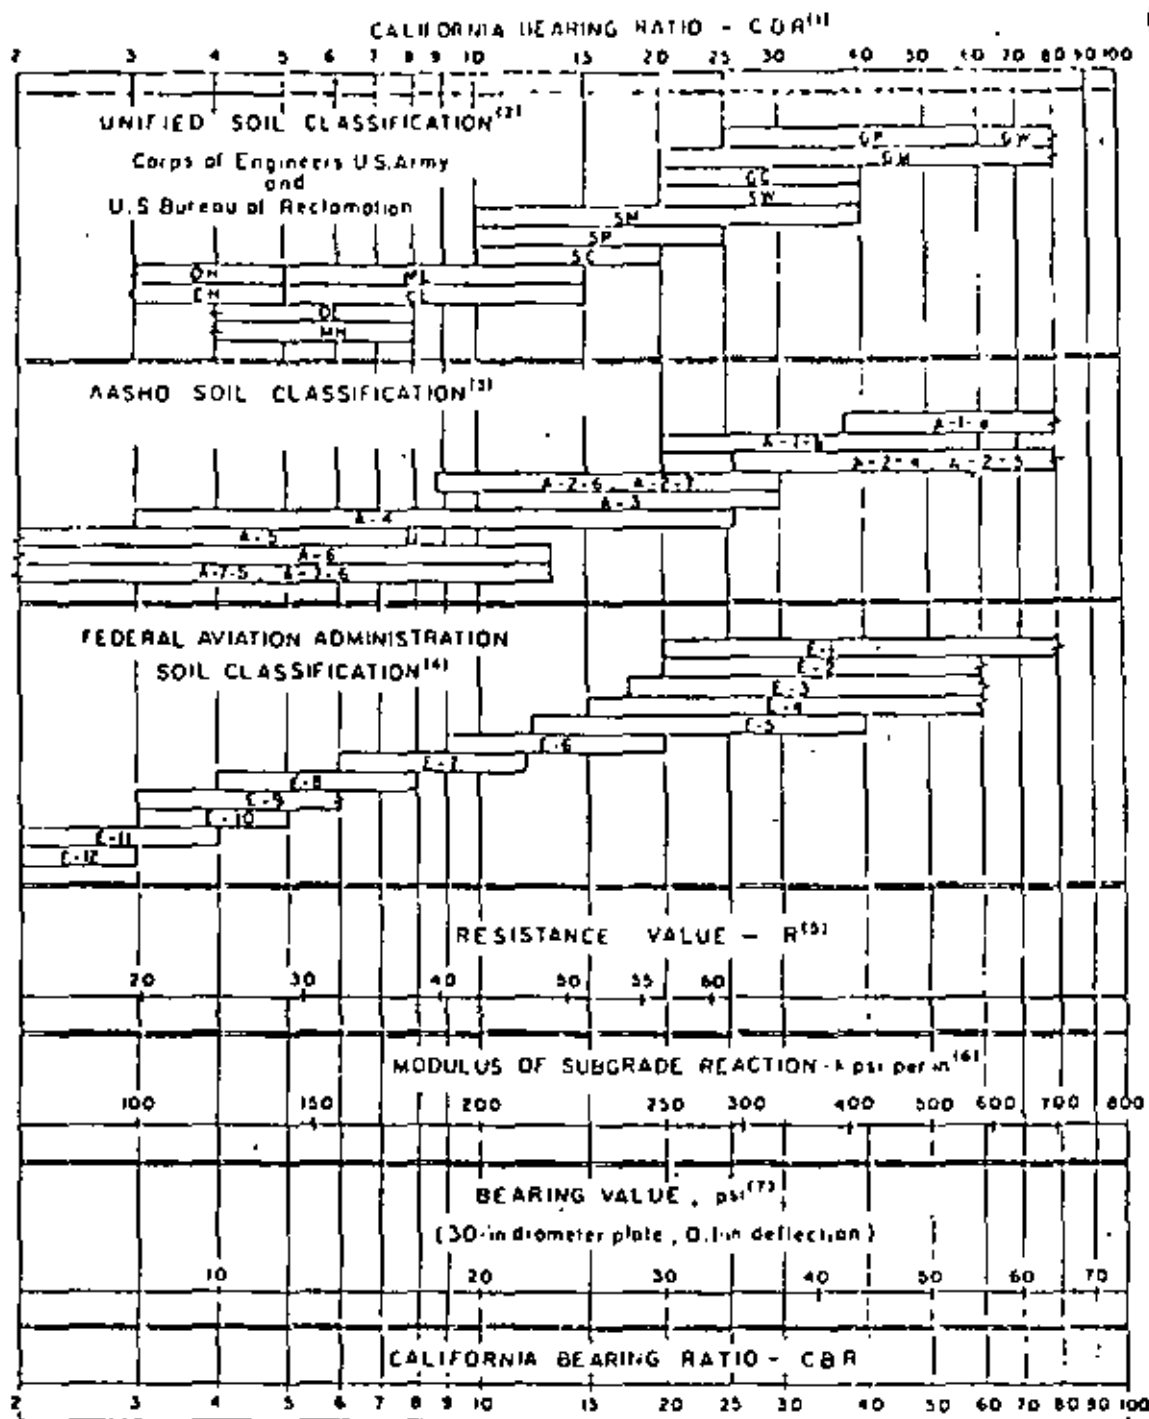 CALIFORNIA BEARING RATIO - CBR(1)
2 3 4 5 6 7 8 9 10 15 20 25 30 40 50 60 70 80 90 100
UNIFIED SOIL CLASSIFICATION(2)
Corps of Engineers U.S. Army
and
U.S Bureau of Reclamation
GP GW
GM
GC
SW
SM
SP
SC
OH ML
CH CL
OL
MH
AASHO SOIL CLASSIFICATION(3)
A-1-a
A-1-b
A-2-4, A-2-5
A-2-6, A-2-7
A-3
A-4
A-5
A-6
A-7-5, A-7-6
FEDERAL AVIATION ADMINISTRATION
SOIL CLASSIFICATION(4)
E-1
E-2
E-3
E-4
E-5
E-6
E-7
E-8
E-9
E-10
E-11
E-12
RESISTANCE VALUE - R(5)
20 30 40 50 55 60
MODULUS OF SUBGRADE REACTION - k psi per in(6)
100 150 200 250 300 400 500 600 700 800
BEARING VALUE, psi(7)
(30-in diameter plate, 0.1-in deflection)
10 20 30 40 50 60 70
CALIFORNIA BEARING RATIO - CBR
2 3 4 5 6 7 8 9 10 15 20 25 30 40 50 60 70 80 90 100